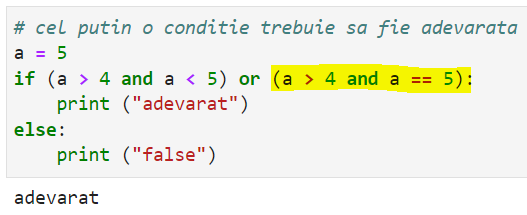 # cel putin o conditie trebuie sa fie adevarata
a = 5
if (a > 4 and a < 5) or (a > 4 and a == 5):
    print ("adevarat")
else:
    print ("false")
adevarat